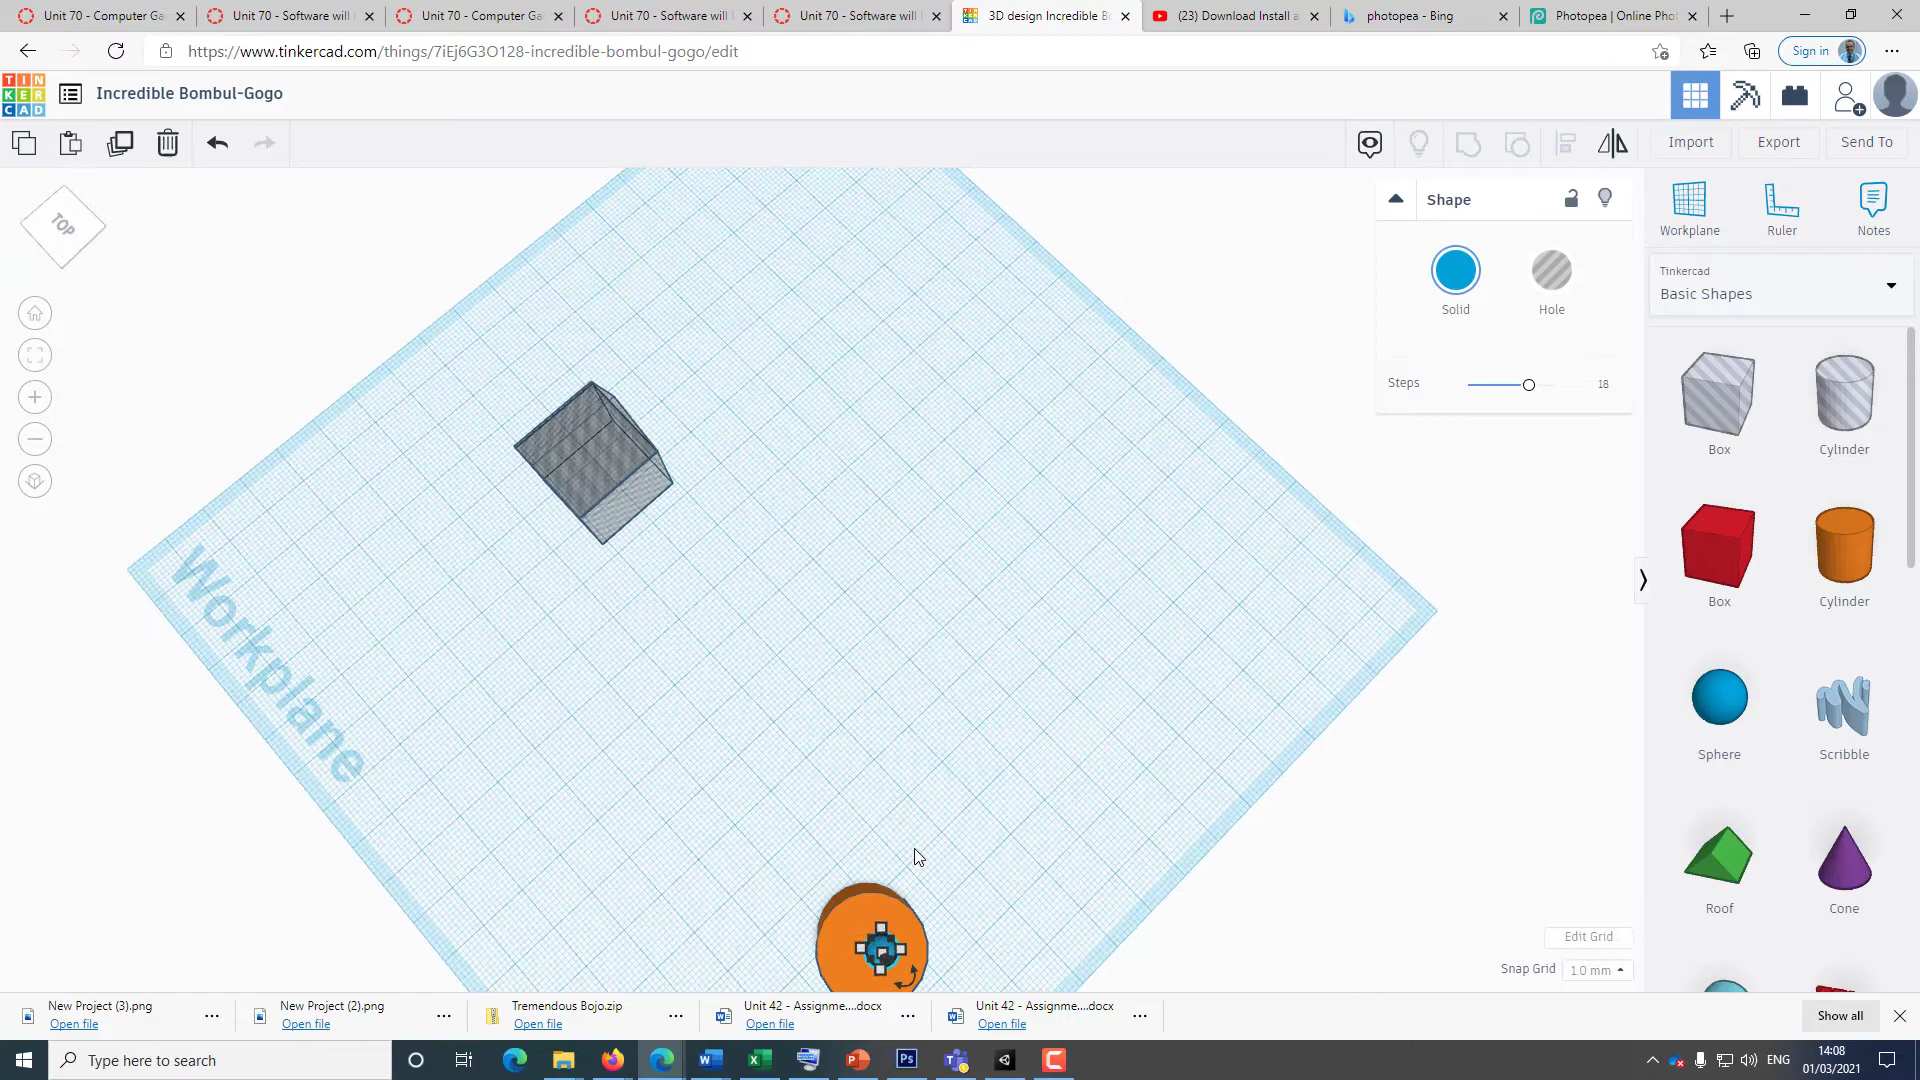 Unit 70 - Computer Ga
Unit 70 - Software will
Unit 70 - Computer Ga
Unit 70 - Software will
Unit 70 - Software will
3D design Incredible Bo
(23) Download Install a
photopea - Bing
Photopea | Online Pho
https://www.tinkercad.com/things/7iEj6G3O128-incredible-bombul-gogo/edit
Sign in
TIN
KER
CAD
Incredible Bombul-Gogo
Import
Export
Send To
TOP
Shape
Solid
Hole
Steps
18
Workplane
Ruler
Notes
Tinkercad
Basic Shapes
Box
Cylinder
Box
Cylinder
Sphere
Scribble
Roof
Cone
Workplane
Edit Grid
Snap Grid
1.0 mm
New Project (3).png
Open file
New Project (2).png
Open file
Tremendous Bojo.zip
Open file
Unit 42 - Assignme....docx
Open file
Unit 42 - Assignme....docx
Open file
Show all
Type here to search
ENG
14:08
01/03/2021